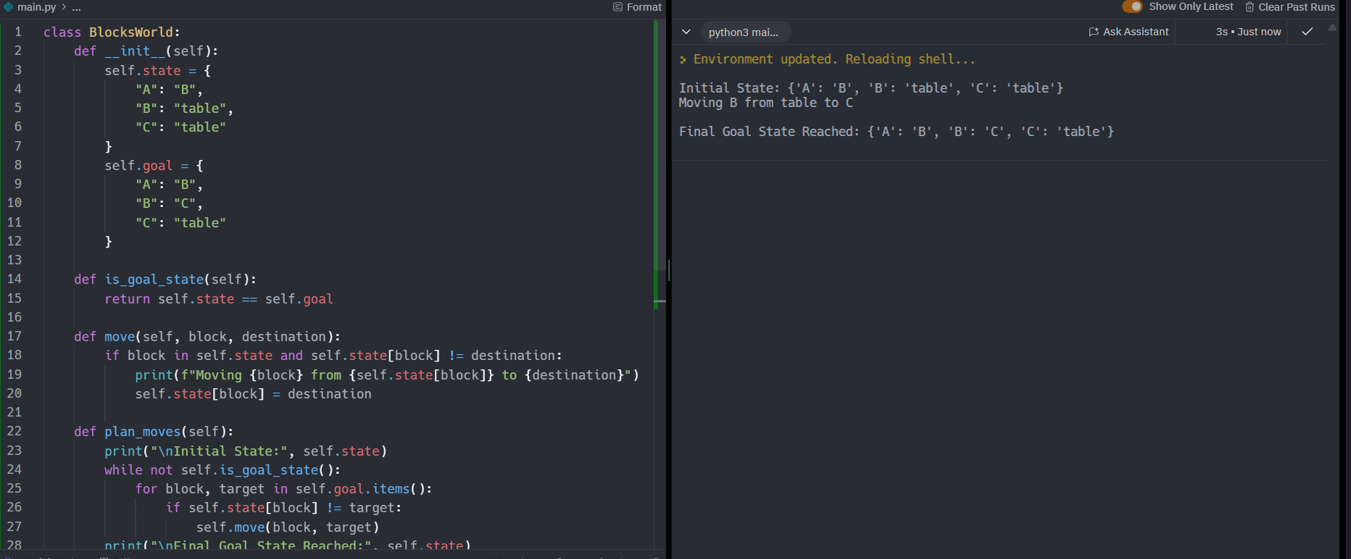 main.py > ...
Format
1 class BlocksWorld:
2     def __init__(self):
3         self.state = {
4             "A": "B",
5             "B": "table",
6             "C": "table"
7         }
8         self.goal = {
9             "A": "B",
10             "B": "C",
11             "C": "table"
12         }
13
14     def is_goal_state(self):
15         return self.state == self.goal
16
17     def move(self, block, destination):
18         if block in self.state and self.state[block] != destination:
19             print(f"Moving {block} from {self.state[block]} to {destination}")
20             self.state[block] = destination
21
22     def plan_moves(self):
23         print("\nInitial State:", self.state)
24         while not self.is_goal_state():
25             for block, target in self.goal.items():
26                 if self.state[block] != target:
27                     self.move(block, target)
28         print("\nFinal Goal State Reached:", self.state)
Show Only Latest
Clear Past Runs
python3 mai...
Ask Assistant
3s • Just now
Environment updated. Reloading shell...
Initial State: {'A': 'B', 'B': 'table', 'C': 'table'}
Moving B from table to C
Final Goal State Reached: {'A': 'B', 'B': 'C', 'C': 'table'}